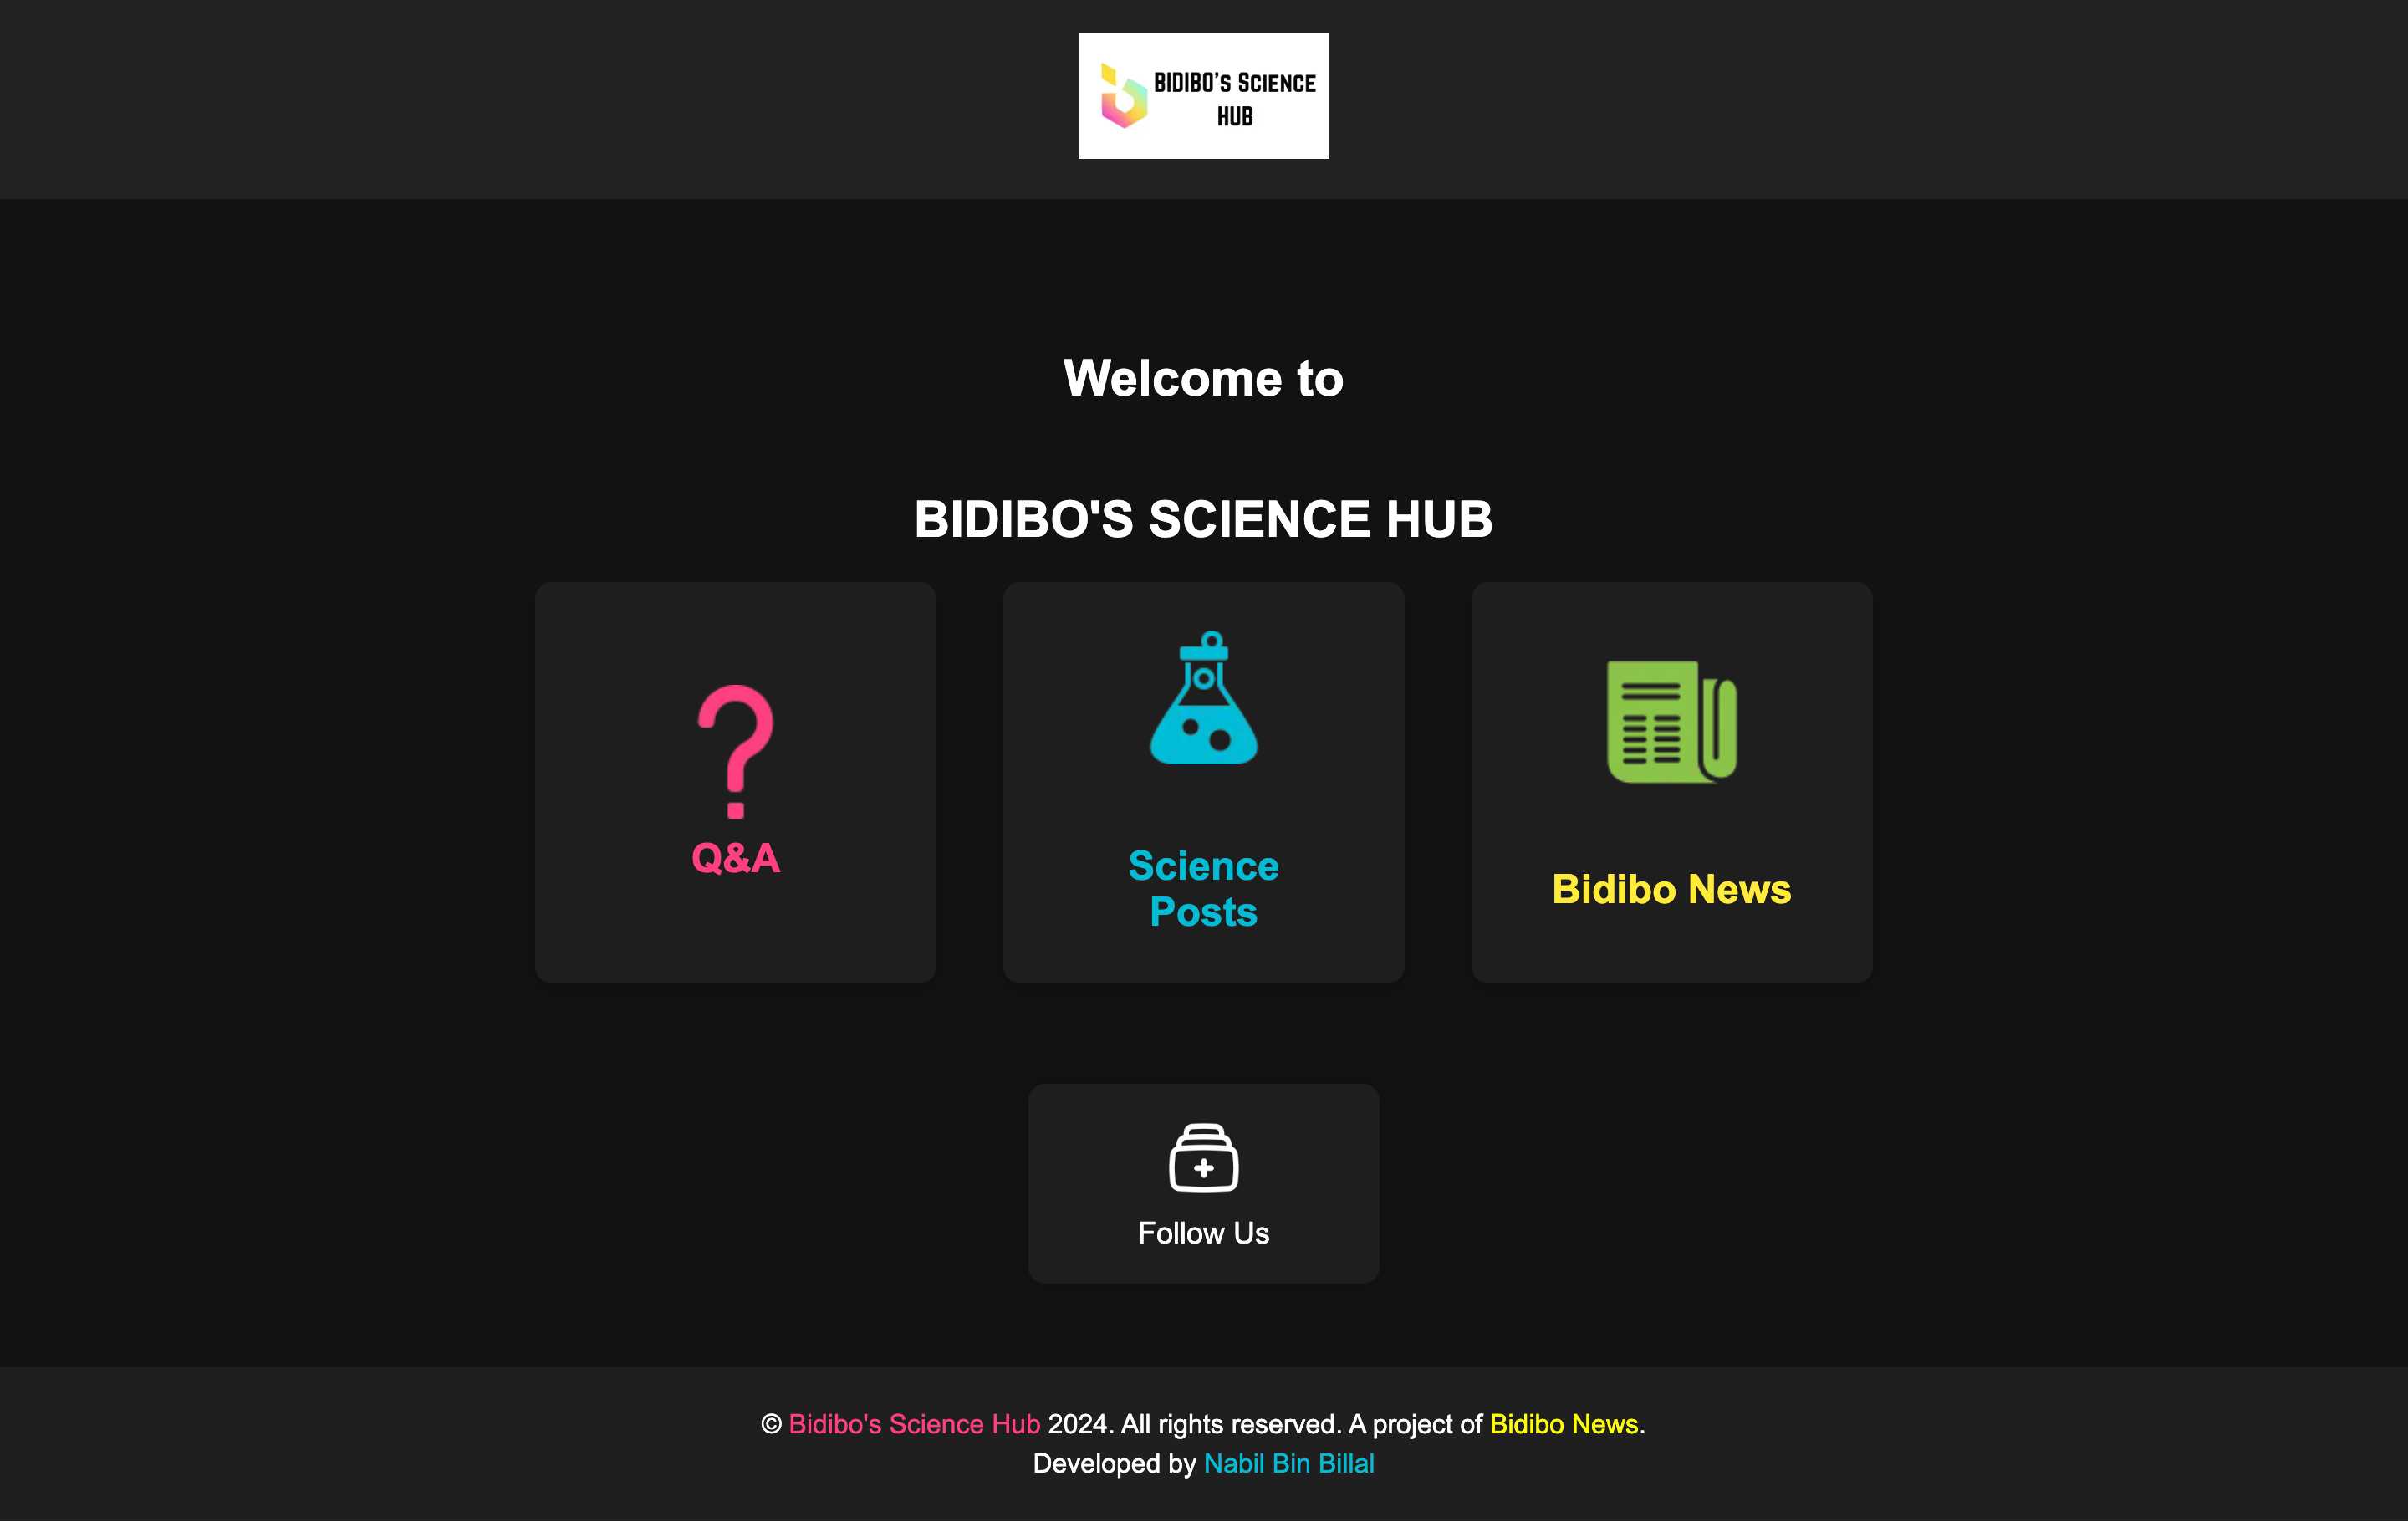 BIDIBO'S SCIENCE
HUB
Welcome to
BIDIBO'S SCIENCE HUB
Q&A
Science
Posts
Bidibo News
Follow Us
© Bidibo's Science Hub 2024. All rights reserved. A project of Bidibo News.
Developed by Nabil Bin Billal